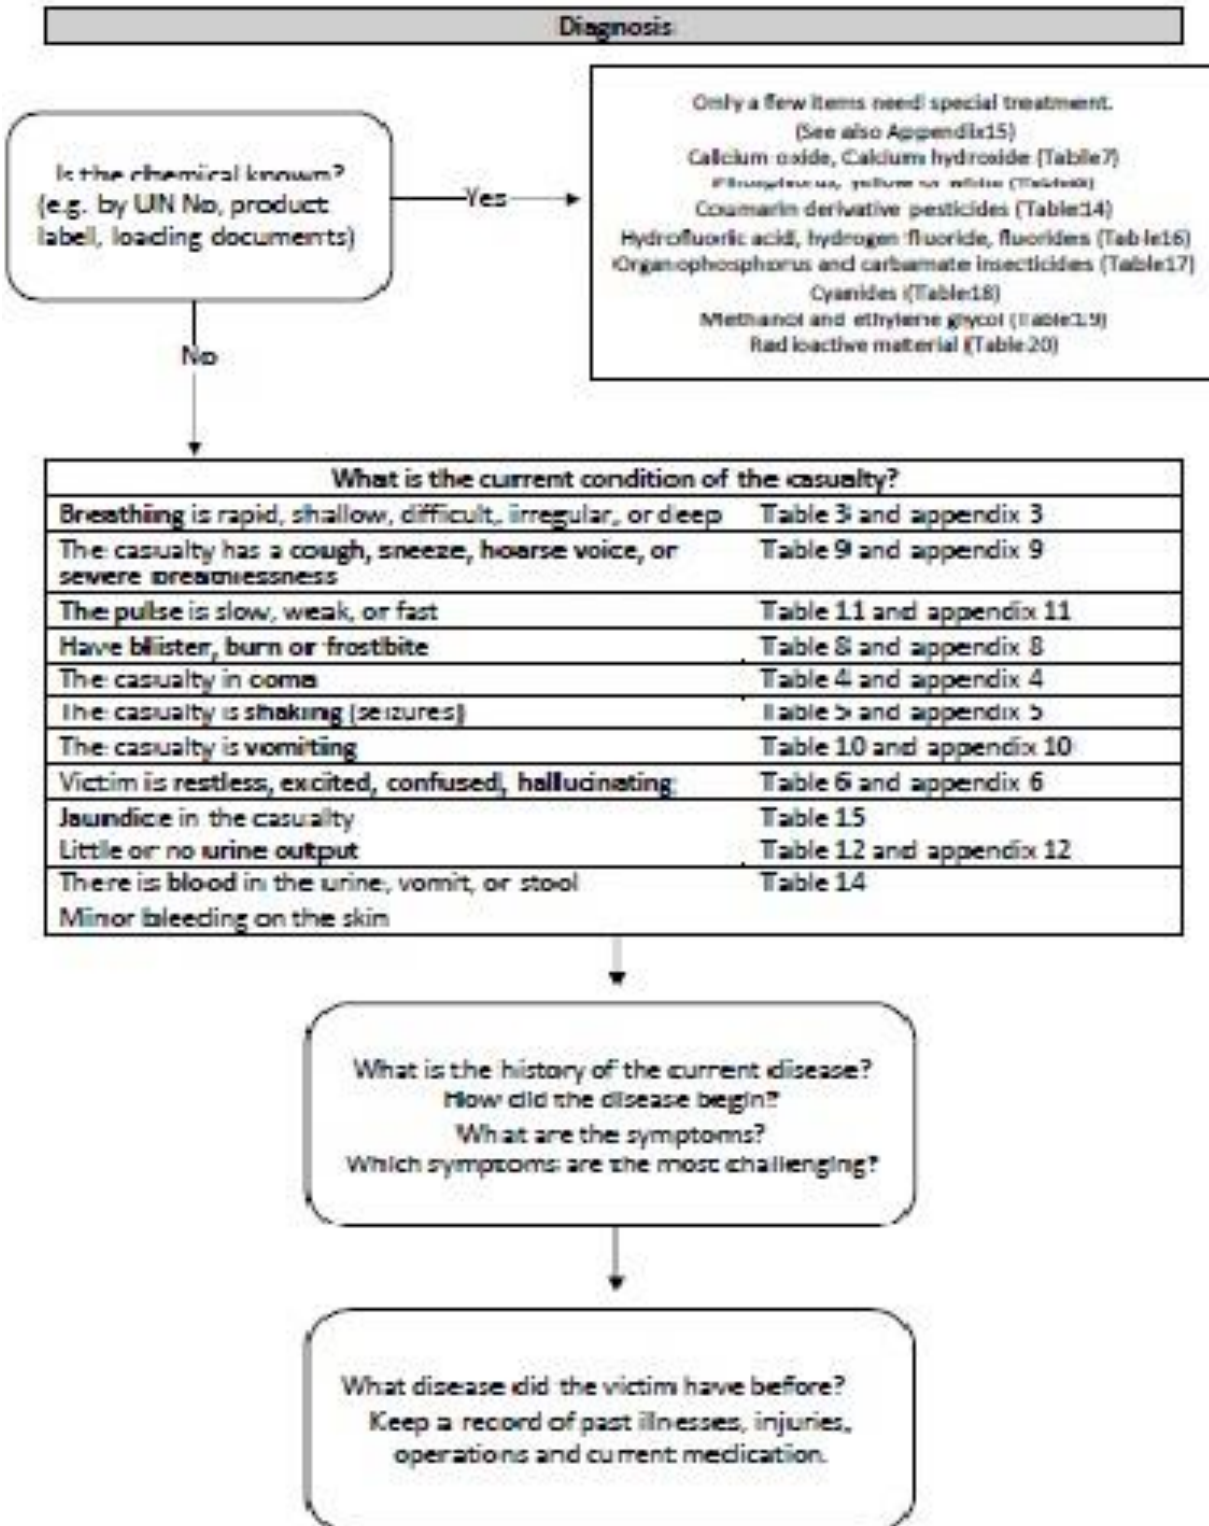 Diagnosis
Is the chemical known?
(e.g. by UN No, product
label, loading documents)
Yes
No
Only a few items need special treatment.
(See also Appendix15)
Calcium oxide, Calcium hydroxide (Table7)
Phosphorus, yellow or white
Coumarin derivative pesticides (Table14)
Hydrofluoric acid, hydrogen fluoride, fluorides (Table16)
Organophosphorus and carbamate insecticides (Table17)
Cyanides (Table18)
Methanol and ethylene glycol (Table19)
Radioactive material (Table20)
What is the current condition of the casualty?
Breathing is rapid, shallow, difficult, irregular, or deep Table 3 and appendix 3
The casualty has a cough, sneeze, hoarse voice, or Table 9 and appendix 9
severe breathlessness
The pulse is slow, weak, or fast Table 11 and appendix 11
Have blister, burn or frostbite Table 8 and appendix 8
The casualty in coma Table 4 and appendix 4
The casualty is shaking (seizures) Table 5 and appendix 5
The casualty is vomiting Table 10 and appendix 10
Victim is restless, excited, confused, hallucinating Table 6 and appendix 6
Jaundice in the casualty Table 15
Little or no urine output Table 12 and appendix 12
There is blood in the urine, vomit, or stool Table 14
Minor bleeding on the skin
What is the history of the current disease?
How did the disease begin?
What are the symptoms?
Which symptoms are the most challenging?
What disease did the victim have before?
Keep a record of past illnesses, injuries,
operations and current medication.